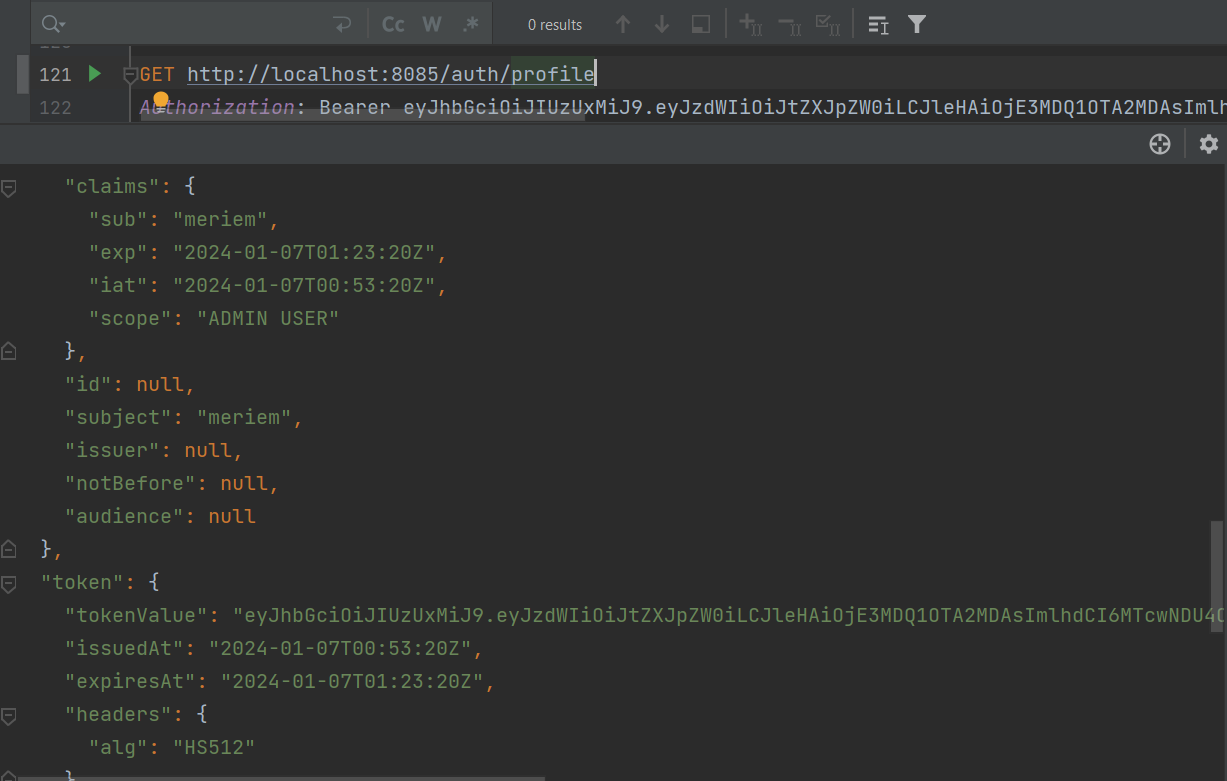 Cc W .* 0 results
121 GET http://localhost:8085/auth/profile
122 Authorization: Bearer eyJhbGciOiJIUzUxMiJ9.eyJzdWIiOiJtZXJpZW0iLCJleHAiOjE3MDQ1OTA2MDAsImlh
"claims": {
"sub": "meriem",
"exp": "2024-01-07T01:23:20Z",
"iat": "2024-01-07T00:53:20Z",
"scope": "ADMIN USER"
},
"id": null,
"subject": "meriem",
"issuer": null,
"notBefore": null,
"audience": null
},
"token": {
"tokenValue": "eyJhbGciOiJIUzUxMiJ9.eyJzdWIiOiJtZXJpZW0iLCJleHAiOjE3MDQ1OTA2MDAsImlhdCI6MTcwNDU4
"issuedAt": "2024-01-07T00:53:20Z",
"expiresAt": "2024-01-07T01:23:20Z",
"headers": {
"alg": "HS512"
}